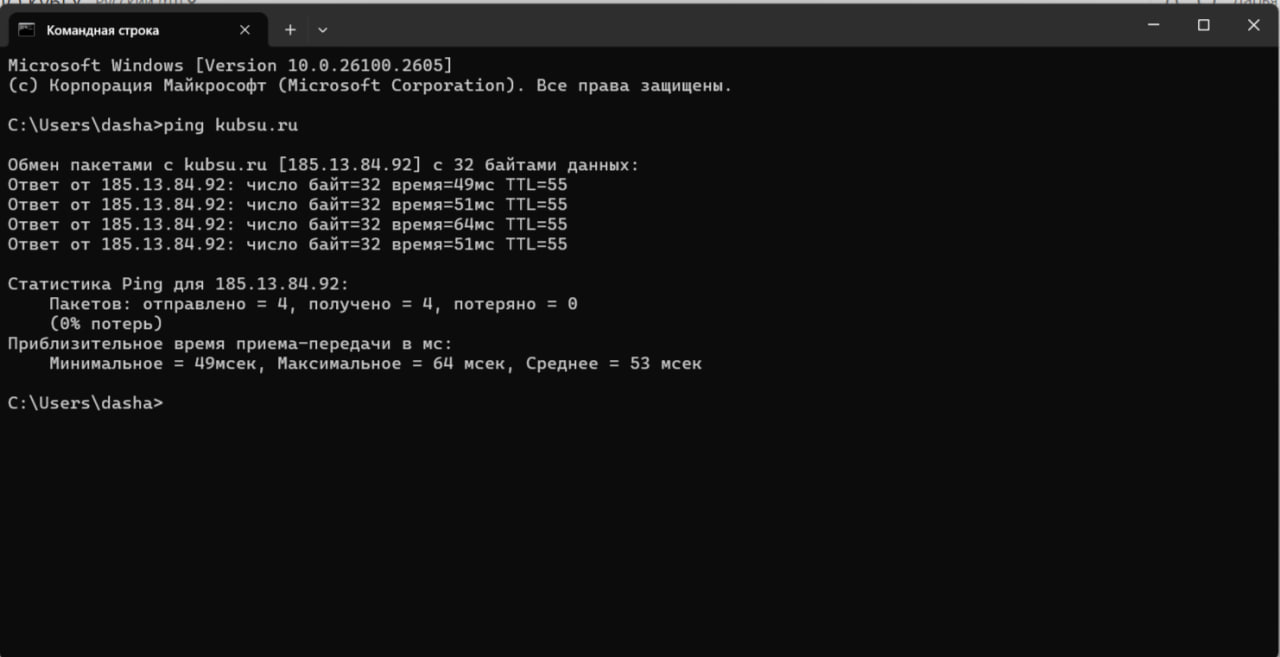 Командная строка
Microsoft Windows [Version 10.0.26100.2605]
(c) Корпорация Майкрософт (Microsoft Corporation). Все права защищены.
C:\Users\dasha>ping kubsu.ru
Обмен пакетами с kubsu.ru [185.13.84.92] с 32 байтами данных:
Ответ от 185.13.84.92: число байт=32 время=49мс TTL=55
Ответ от 185.13.84.92: число байт=32 время=51мс TTL=55
Ответ от 185.13.84.92: число байт=32 время=64мс TTL=55
Ответ от 185.13.84.92: число байт=32 время=51мс TTL=55
Статистика Ping для 185.13.84.92:
Пакетов: отправлено = 4, получено = 4, потеряно = 0
(0% потерь)
Приблизительное время приема-передачи в мс:
Минимальное = 49мсек, Максимальное = 64 мсек, Среднее = 53 мсек
C:\Users\dasha>